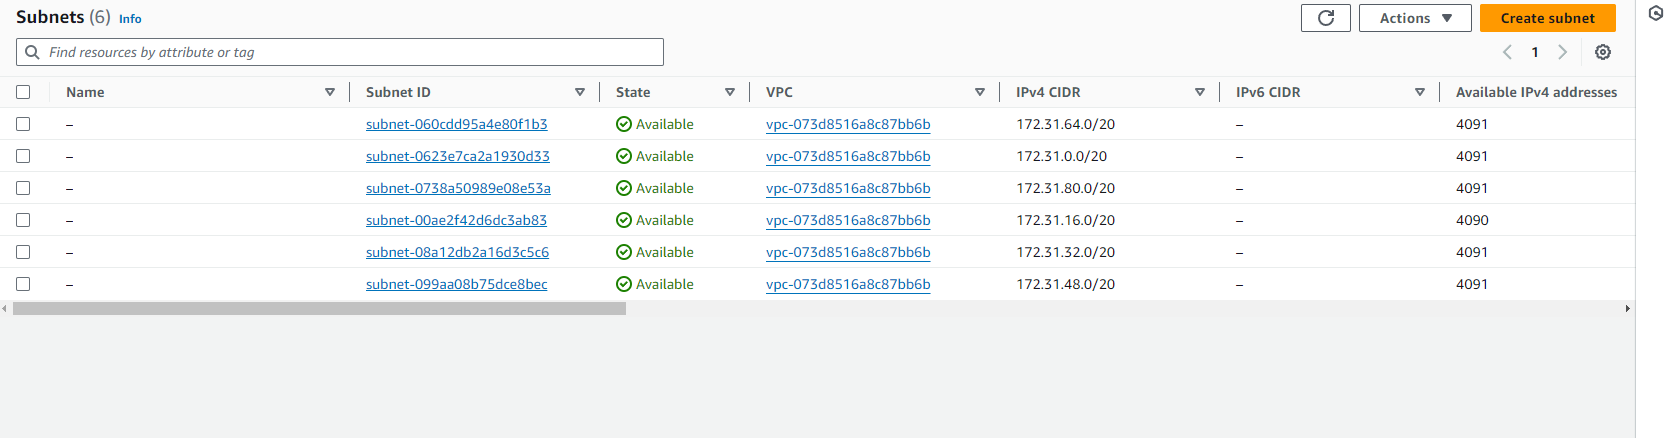 Subnets (6) Info
Actions Create subnet
Find resources by attribute or tag
1
Name Subnet ID State VPC IPv4 CIDR IPv6 CIDR Available IPv4 addresses
– subnet-060cdd95a4e80f1b3 Available vpc-073d8516a8c87bb6b 172.31.64.0/20 – 4091
– subnet-0623e7ca2a1930d33 Available vpc-073d8516a8c87bb6b 172.31.0.0/20 – 4091
– subnet-0738a50989e08e53a Available vpc-073d8516a8c87bb6b 172.31.80.0/20 – 4091
– subnet-00ae2f42d6dc3ab83 Available vpc-073d8516a8c87bb6b 172.31.16.0/20 – 4090
– subnet-08a12db2a16d3c5c6 Available vpc-073d8516a8c87bb6b 172.31.32.0/20 – 4091
– subnet-099aa08b75dce8bec Available vpc-073d8516a8c87bb6b 172.31.48.0/20 – 4091